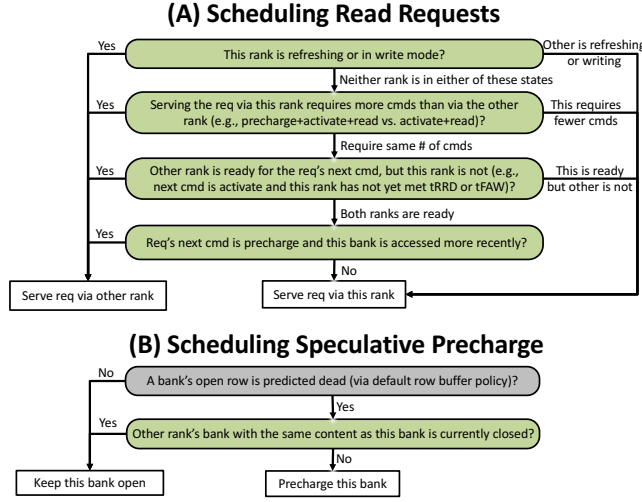 (A) Scheduling Read Requests
Yes
This rank is refreshing or in write mode?
Other is refreshing
or writing
Neither rank is in either of these states
Yes
Serving the req via this rank requires more cmds than via the other
rank (e.g., precharge+activate+read vs. activate+read)?
This requires
fewer cmds
Require same # of cmds
Yes
Other rank is ready for the req's next cmd, but this rank is not (e.g.,
next cmd is activate and this rank has not yet met tRRD or tFAW)?
This is ready
but other is not
Both ranks are ready
Yes
Req's next cmd is precharge and this bank is accessed more recently?
No
Serve req via other rank
Serve req via this rank
(B) Scheduling Speculative Precharge
No
A bank's open row is predicted dead (via default row buffer policy)?
Yes
Yes
Other rank's bank with the same content as this bank is currently closed?
No
Keep this bank open
Precharge this bank